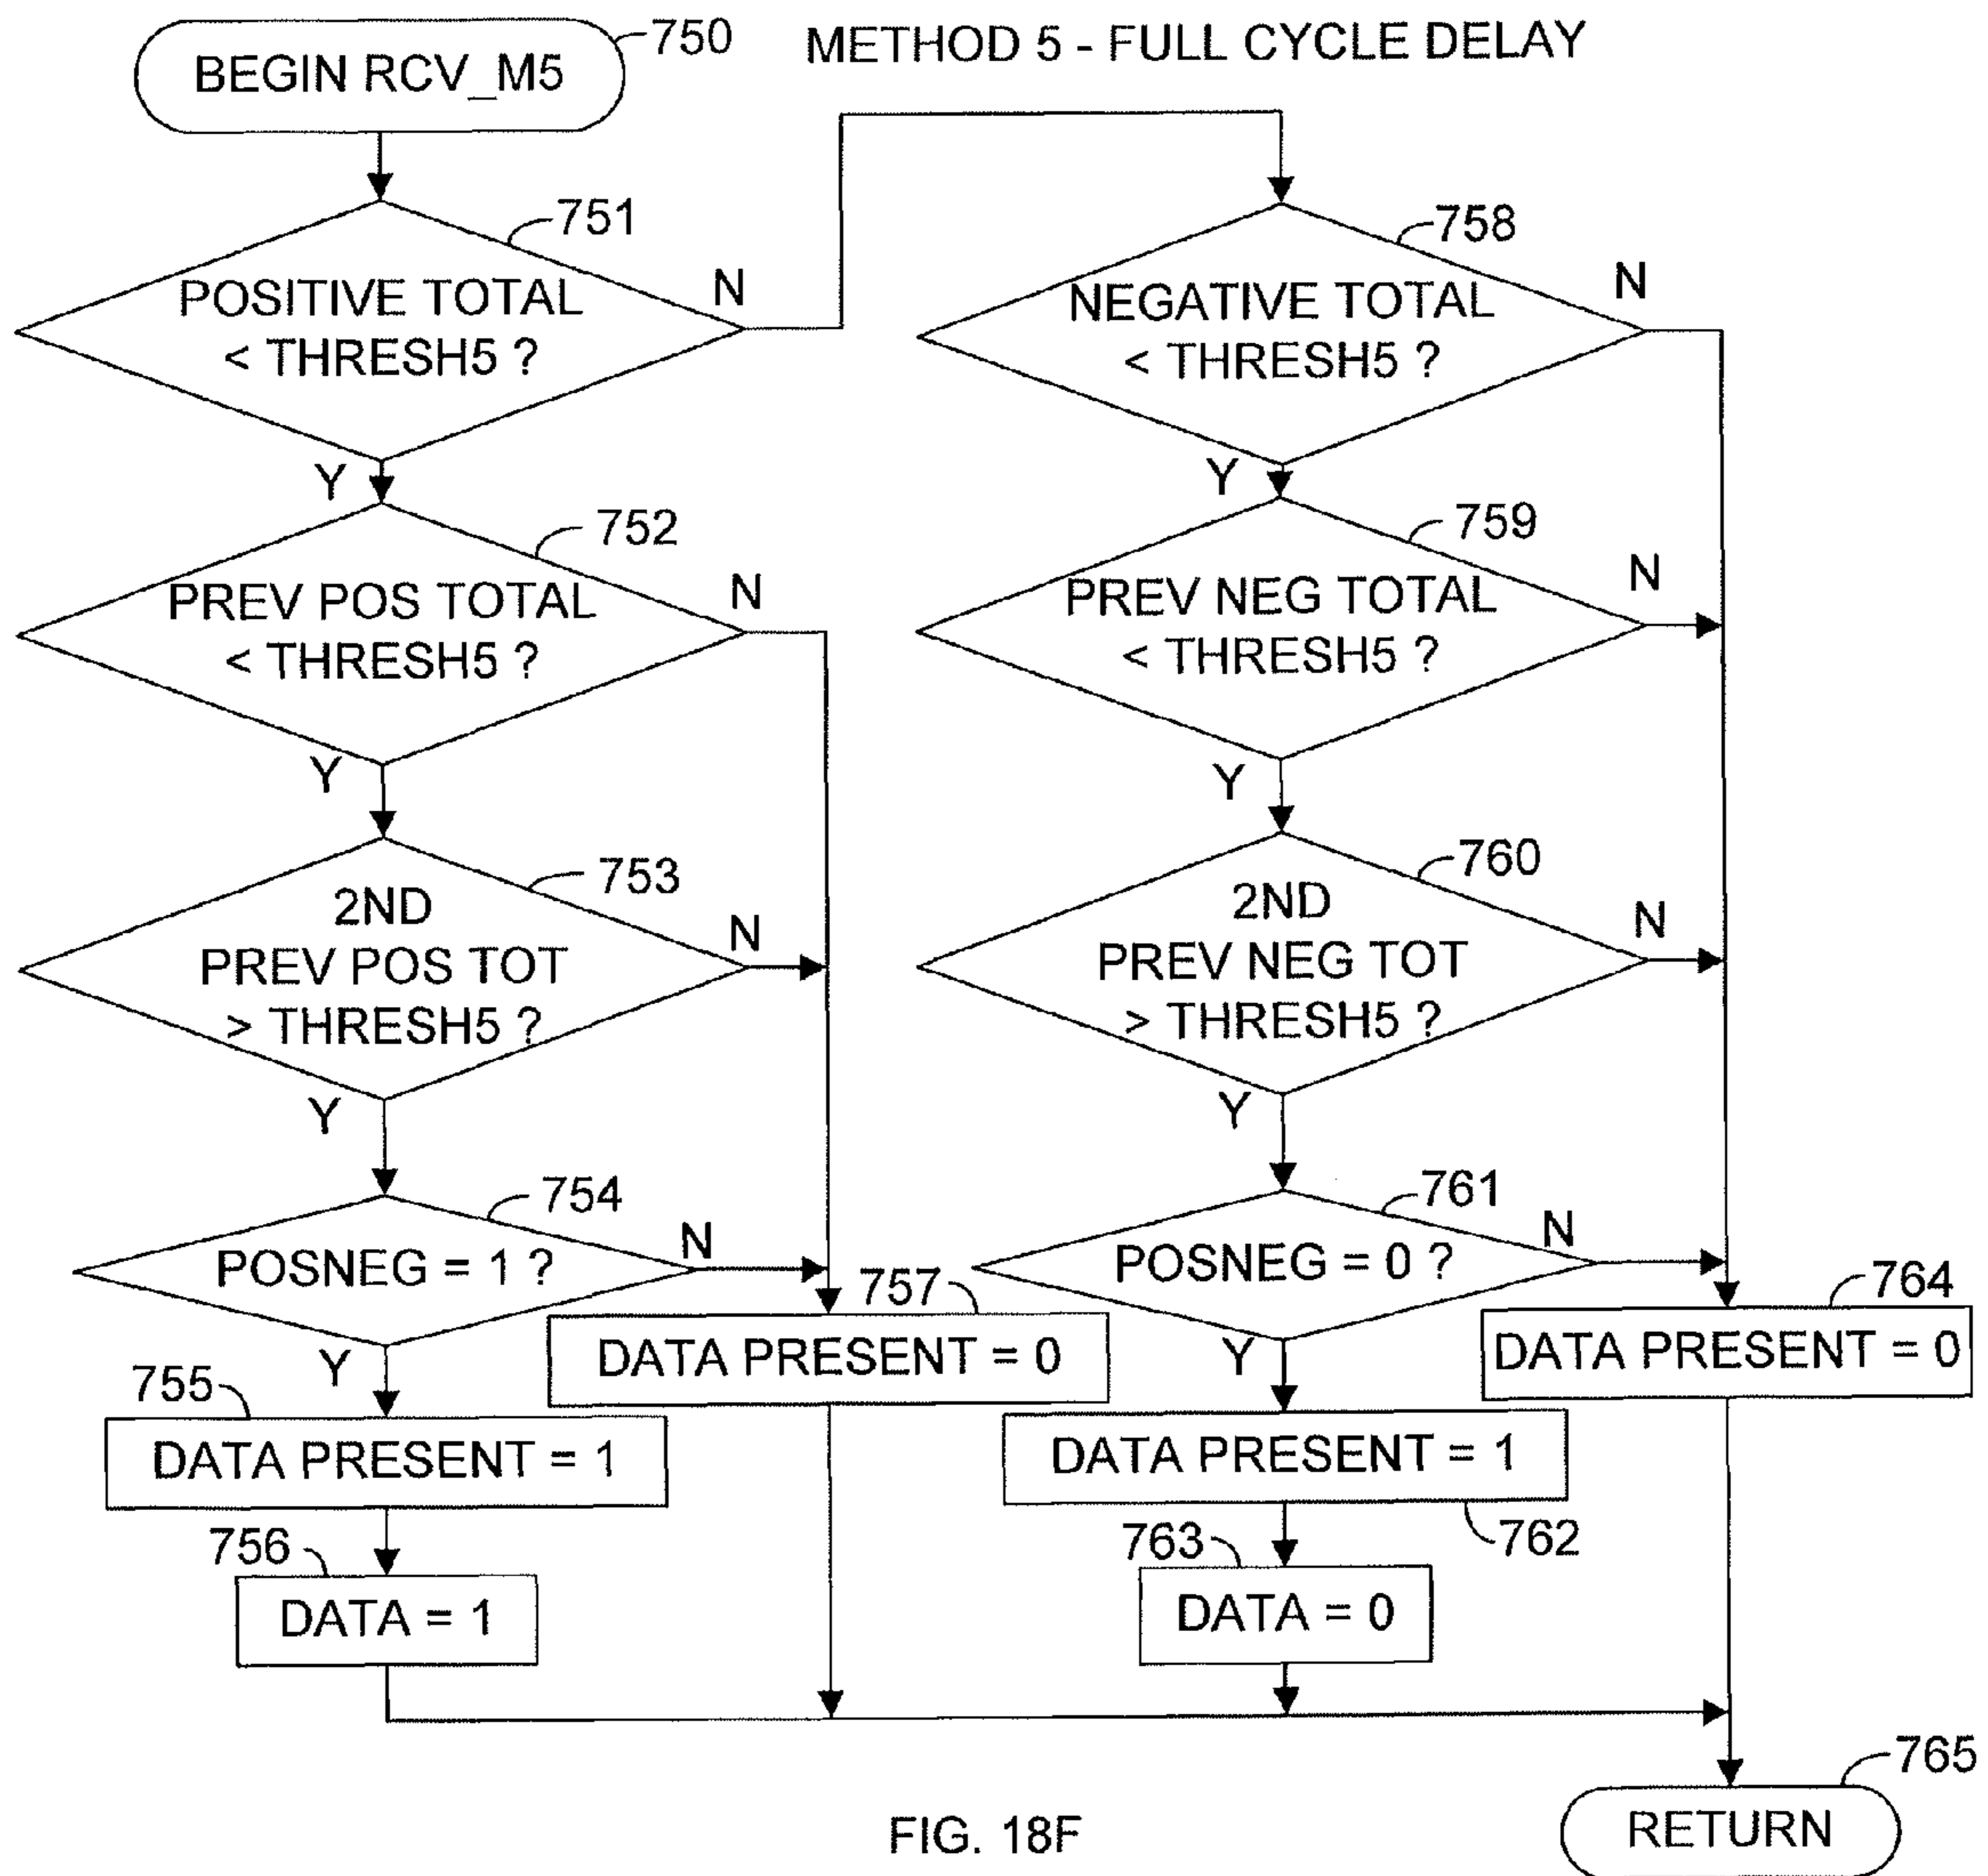 750
METHOD 5 - FULL CYCLE DELAY
BEGIN RCV_M5
751
POSITIVE TOTAL
< THRESH5 ?
N
Y
758
NEGATIVE TOTAL
< THRESH5 ?
N
Y
752
PREV POS TOTAL
< THRESH5 ?
N
Y
759
PREV NEG TOTAL
< THRESH5 ?
N
Y
753
2ND
PREV POS TOT
> THRESH5 ?
N
Y
760
2ND
PREV NEG TOT
> THRESH5 ?
N
Y
754
POSNEG = 1 ?
N
Y
761
POSNEG = 0 ?
N
Y
757
DATA PRESENT = 0
764
DATA PRESENT = 0
755
DATA PRESENT = 1
DATA PRESENT = 1
762
756
DATA = 1
763
DATA = 0
765
RETURN
FIG. 18F